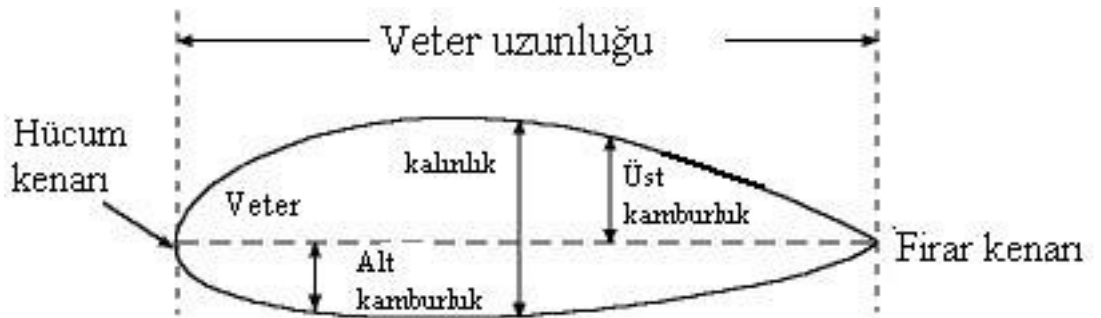 Veter uzunluğu
Hücum
kenarı
kalınlık
Üst
kamburluk
Veter
Firar kenarı
Alt
kamburluk